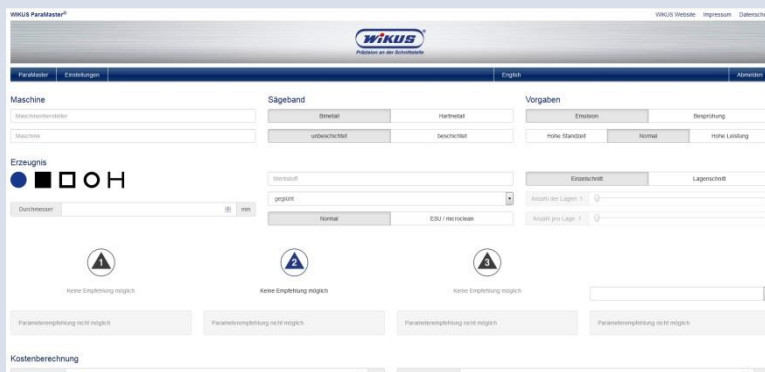 WIKUS ParaMaster® WIKUS Website Impressum Datenschu
WIKUS®
Präzision an der Schnittstelle
ParaMaster Einstellungen English Abmelden
Maschine Sägeband Vorgaben
Maschinenhersteller Bimetall Hartmetall Emulsion Besprühung
Maschine unbeschichtet beschichtet Hohe Standzeit Normal Hohe Leistung
Erzeugnis
Werkstoff Einzelschnitt Lagenschnitt
geglüht Anzahl der Lagen: 1
Durchmesser mm Normal ESU / microclean Anzahl pro Lage: 1
1 2 3
Keine Empfehlung möglich Keine Empfehlung möglich Keine Empfehlung möglich
Parameterempfehlung nicht möglich Parameterempfehlung nicht möglich Parameterempfehlung nicht möglich Parameterempfehlung nicht möglich
Kostenberechnung